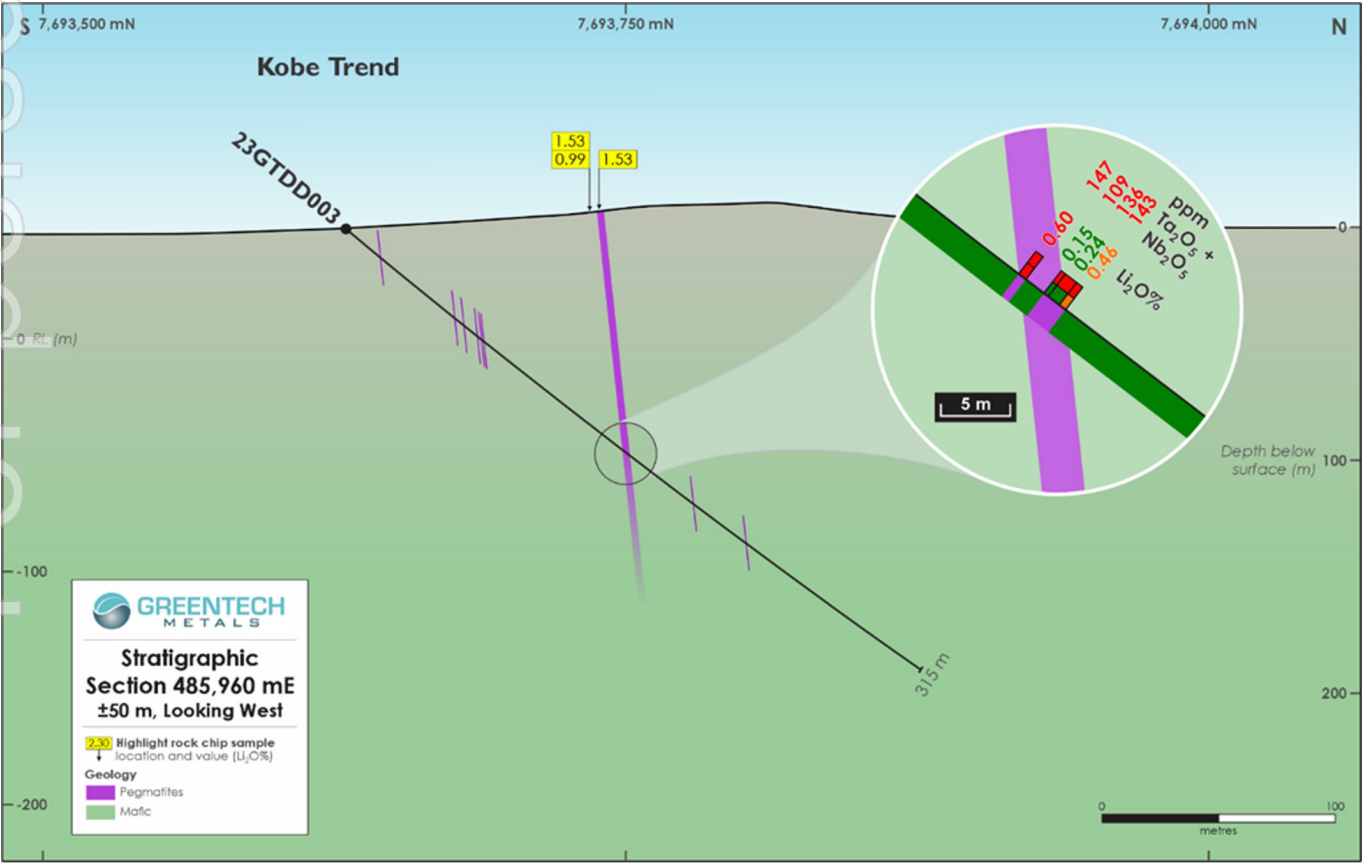 S
7,693,500 mN
7,693,750 mN
7,694,000 mN
N
Kobe Trend
23GTDD003
1.53
0.99
1.53
147
109
136
143
ppm
Ta₂O₅ +
Nb₂O₅
0.60
0.15
0.24
0.46
Li₂O%
5 m
0
0 RL (m)
Depth below
surface (m)
100
-100
315 m
200
-200
GREENTECH
METALS
Stratigraphic
Section 485,960 mE
±50 m, Looking West
2.30 Highlight rock chip sample
location and value (Li₂O%)
Geology
Pegmatites
Mafic
0
100
metres